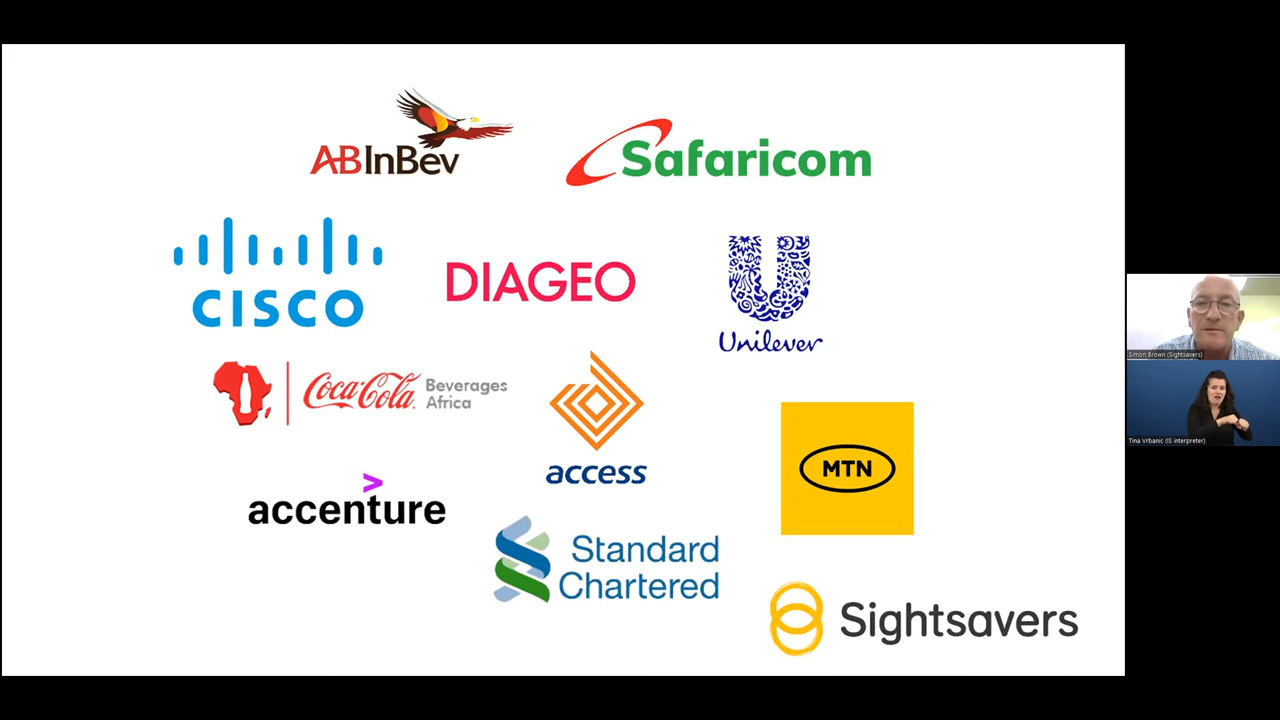 ABInBev
Safaricom
CISCO
DIAGEO
Unilever
Coca-Cola Beverages
Africa
access
MTN
accenture
Standard
Chartered
Sightsavers
Simon Brown (Sightsavers)
Tina Vrbanic (IS interpreter)